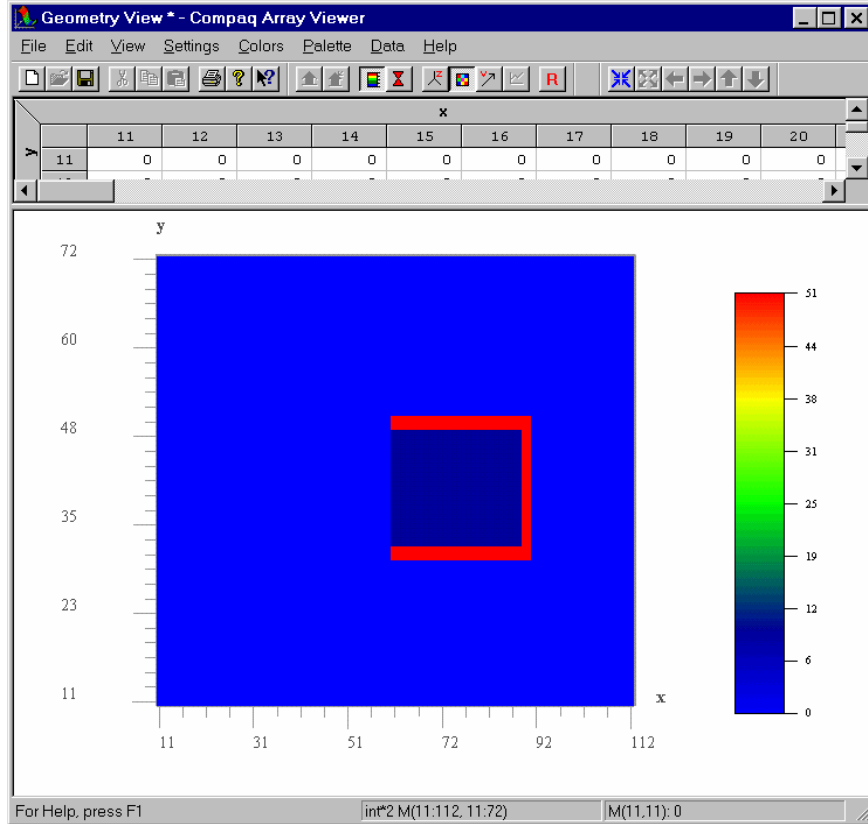 Geometry View * - Compaq Array Viewer
File Edit View Settings Colors Palette Data Help
R
x
11 12 13 14 15 16 17 18 19 20
y
11 0 0 0 0 0 0 0 0 0 0
y
72
60
48
35
23
11
x
11 31 51 72 92 112
51
44
38
31
25
19
12
6
0
For Help, press F1 int*2 M(11:112, 11:72) M(11,11): 0